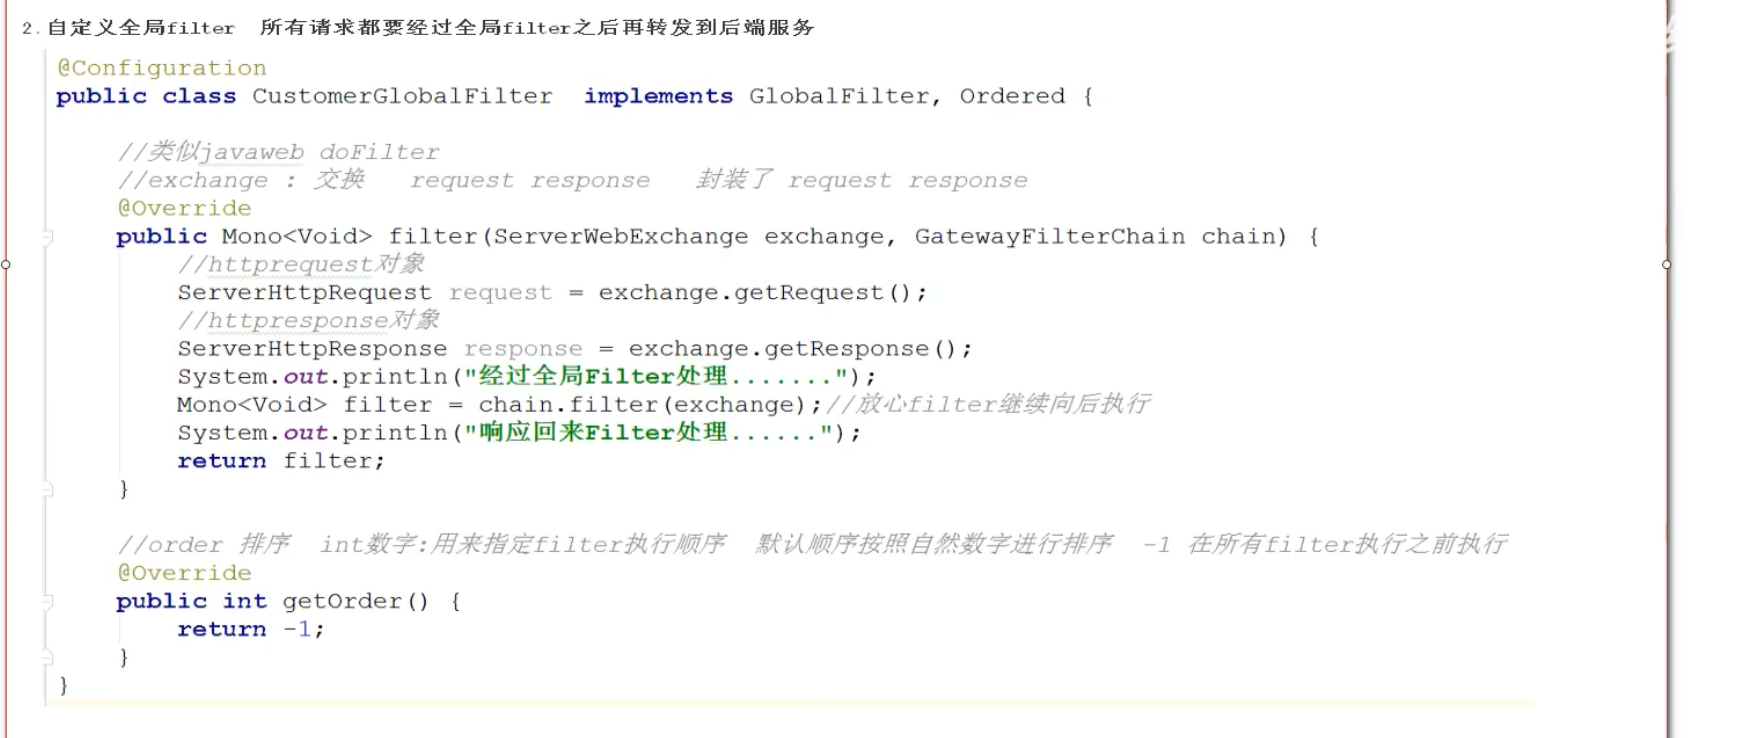 2.自定义全局filter 所有请求都要经过全局filter之后再转发到后端服务
@Configuration
public class CustomerGlobalFilter implements GlobalFilter, Ordered {
//类似javaweb doFilter
//exchange : 交换 request response 封装了 request response
@Override
public Mono<Void> filter(ServerWebExchange exchange, GatewayFilterChain chain) {
//httprequest对象
ServerHttpRequest request = exchange.getRequest();
//httpresponse对象
ServerHttpResponse response = exchange.getResponse();
System.out.println("经过全局Filter处理.......");
Mono<Void> filter = chain.filter(exchange);//放心filter继续向后执行
System.out.println("响应回来Filter处理......");
return filter;
}
//order 排序 int数字:用来指定filter执行顺序 默认顺序按照自然数字进行排序 -1 在所有filter执行之前执行
@Override
public int getOrder() {
return -1;
}
}